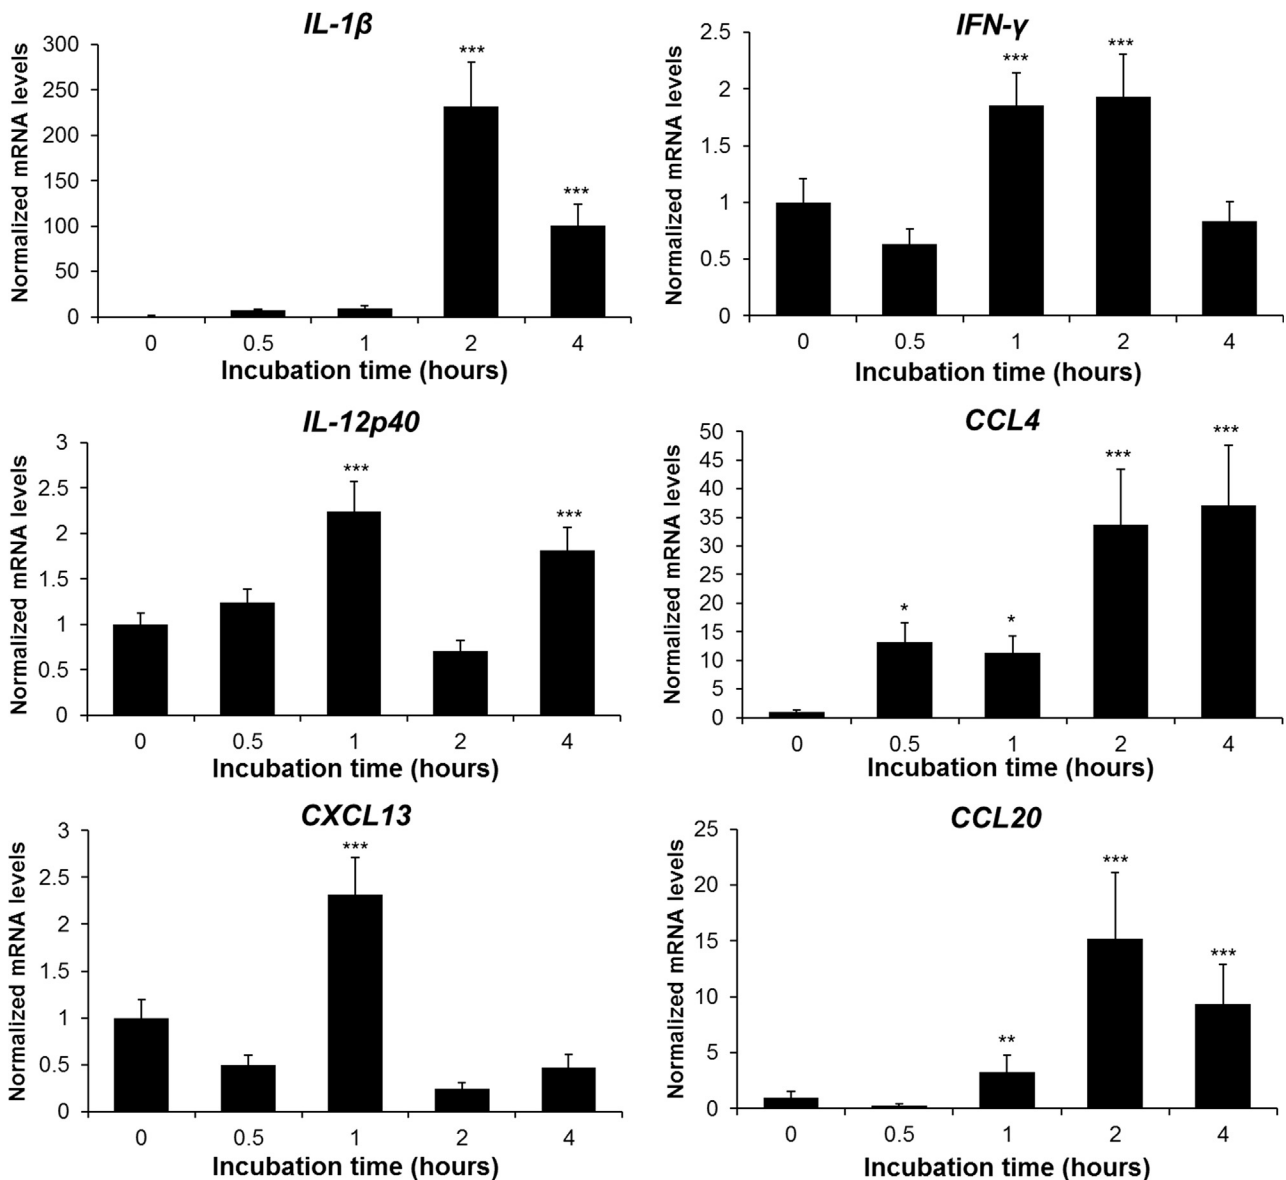 IL-1β
Normalized mRNA levels
300
250
200
150
100
50
0
***
***
0 0.5 1 2 4
Incubation time (hours)
IFN-γ
Normalized mRNA levels
2.5
2
1.5
1
0.5
0
*** ***
0 0.5 1 2 4
Incubation time (hours)
IL-12p40
Normalized mRNA levels
3
2.5
2
1.5
1
0.5
0
***
***
0 0.5 1 2 4
Incubation time (hours)
CCL4
Normalized mRNA levels
50
45
40
35
30
25
20
15
10
5
0
* * *** ***
0 0.5 1 2 4
Incubation time (hours)
CXCL13
Normalized mRNA levels
3
2.5
2
1.5
1
0.5
0
***
0 0.5 1 2 4
Incubation time (hours)
CCL20
Normalized mRNA levels
25
20
15
10
5
0
** *** ***
0 0.5 1 2 4
Incubation time (hours)